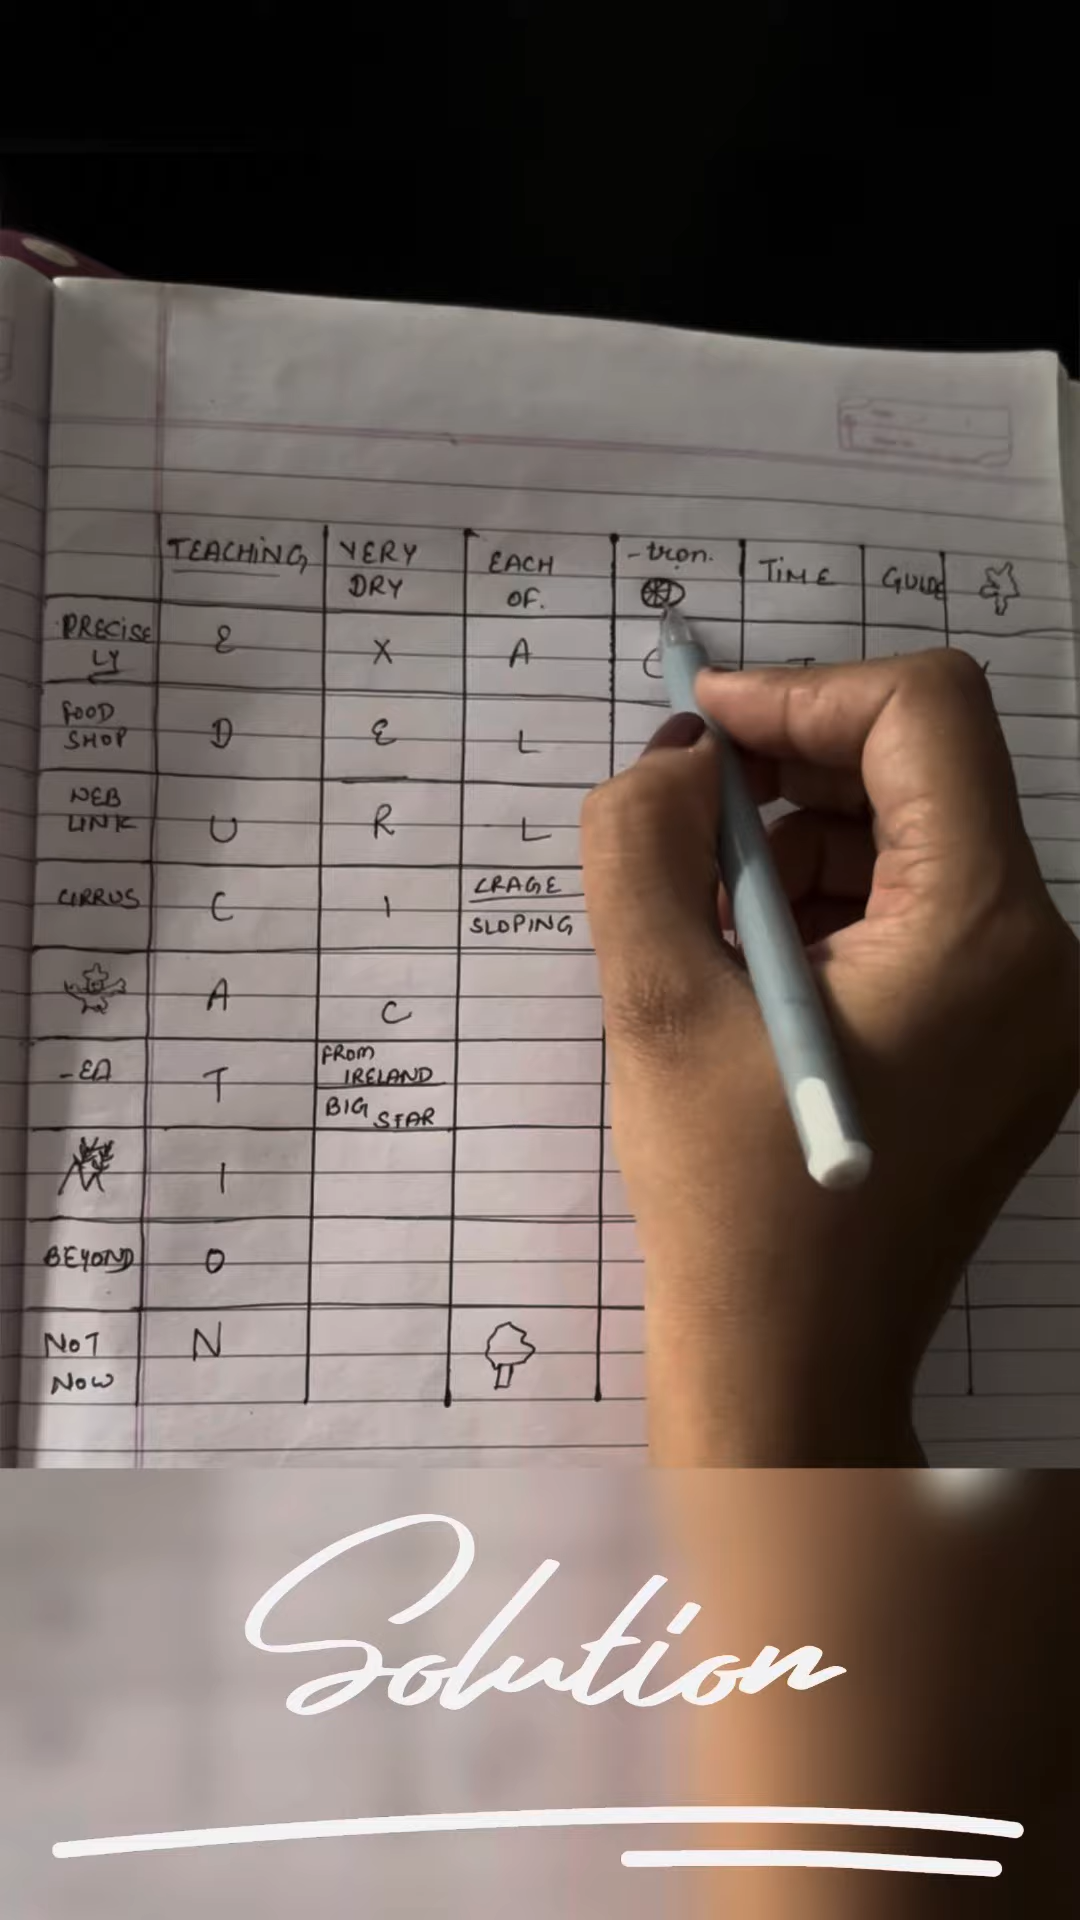 TEACHING VERY DRY EACH OF. -tron. TIME GUIDE
PRECISE LY E X A C T
FOOD SHOP D E L
WEB LINK U R L
CIRRUS C I CRAGE SLOPING
A C
-EA T FROM IRELAND BIG STAR
I
BEYOND O
NOT NOW N
Solution